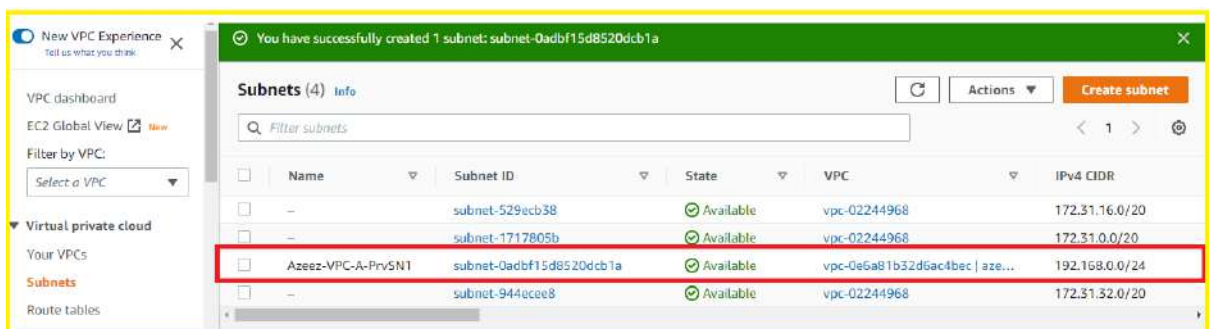 New VPC Experience
Tell us what you think
You have successfully created 1 subnet: subnet-0adbf15d8520dcb1a
VPC dashboard
EC2 Global View New
Filter by VPC:
Select a VPC
Virtual private cloud
Your VPCs
Subnets
Route tables
Subnets (4) Info
Actions
Create subnet
Filter subnets
1
Name Subnet ID State VPC IPv4 CIDR
– subnet-529ecb38 Available vpc-02244968 172.31.16.0/20
– subnet-1717805b Available vpc-02244968 172.31.0.0/20
Azeez-VPC-A-PrvSN1 subnet-0adbf15d8520dcb1a Available vpc-0e6a81b32d6ac4bec | aze... 192.168.0.0/24
– subnet-944ecee8 Available vpc-02244968 172.31.32.0/20